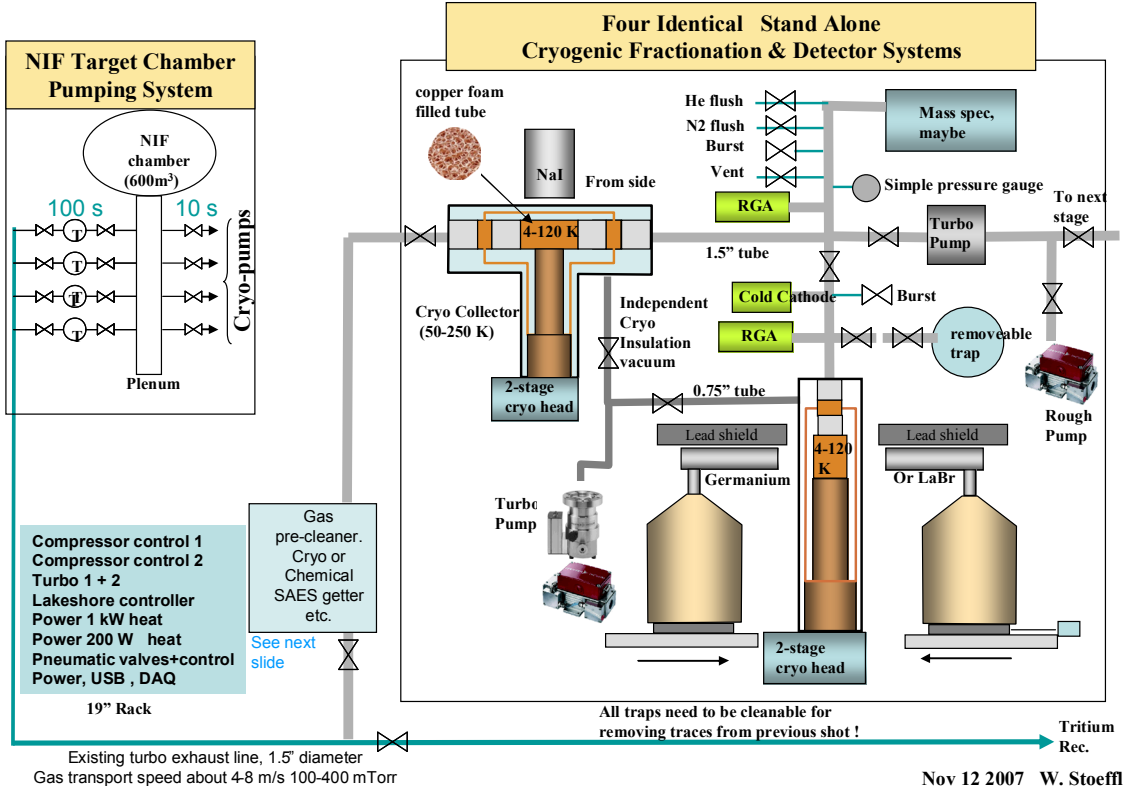 Four Identical Stand Alone
Cryogenic Fractionation & Detector Systems
NIF Target Chamber
Pumping System
NIF
chamber
(600m³)
100 s
10 s
T
T
T
T
Cryo-pumps
Plenum
copper foam
filled tube
NaI
From side
4-120 K
Cryo Collector
(50-250 K)
2-stage
cryo head
He flush
N2 flush
Burst
Vent
RGA
Mass spec,
maybe
Simple pressure gauge
To next
stage
Turbo
Pump
1.5” tube
Independent
Cryo
Insulation
vacuum
Cold Cathode
Burst
RGA
removeable
trap
Rough
Pump
0.75” tube
Lead shield
Germanium
4-120
K
Lead shield
Or LaBr
Turbo
Pump
2-stage
cryo head
Gas
pre-cleaner.
Cryo or
Chemical
SAES getter
etc.
See next
slide
Compressor control 1
Compressor control 2
Turbo 1 + 2
Lakeshore controller
Power 1 kW heat
Power 200 W heat
Pneumatic valves+control
Power, USB , DAQ
19” Rack
All traps need to be cleanable for
removing traces from previous shot !
Tritium
Rec.
Existing turbo exhaust line, 1.5” diameter
Gas transport speed about 4-8 m/s 100-400 mTorr
Nov 12 2007 W. Stoeffl